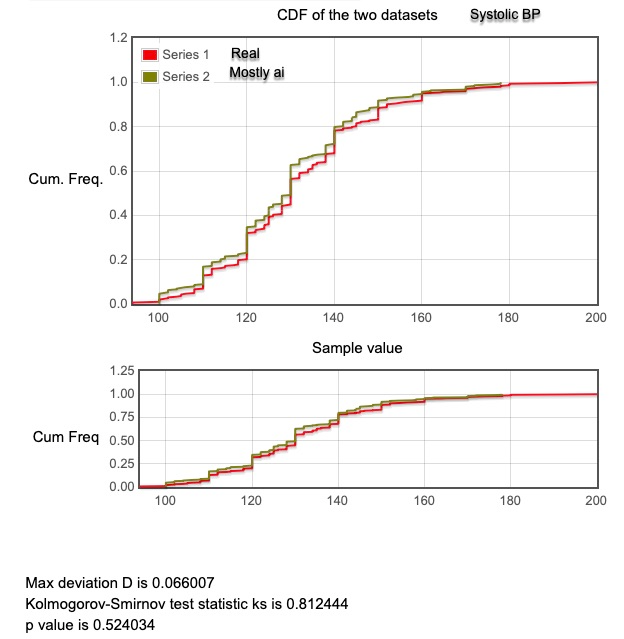 CDF of the two datasets Systolic BP
1.2
Series 1 Real
Series 2 Mostly ai
1.0
0.8
0.6
Cum. Freq.
0.4
0.2
0.0
100 120 140 160 180 200
Sample value
1.25
1.00
0.75
Cum Freq
0.50
0.25
0.00
100 120 140 160 180 200
Max deviation D is 0.066007
Kolmogorov-Smirnov test statistic ks is 0.812444
p value is 0.524034